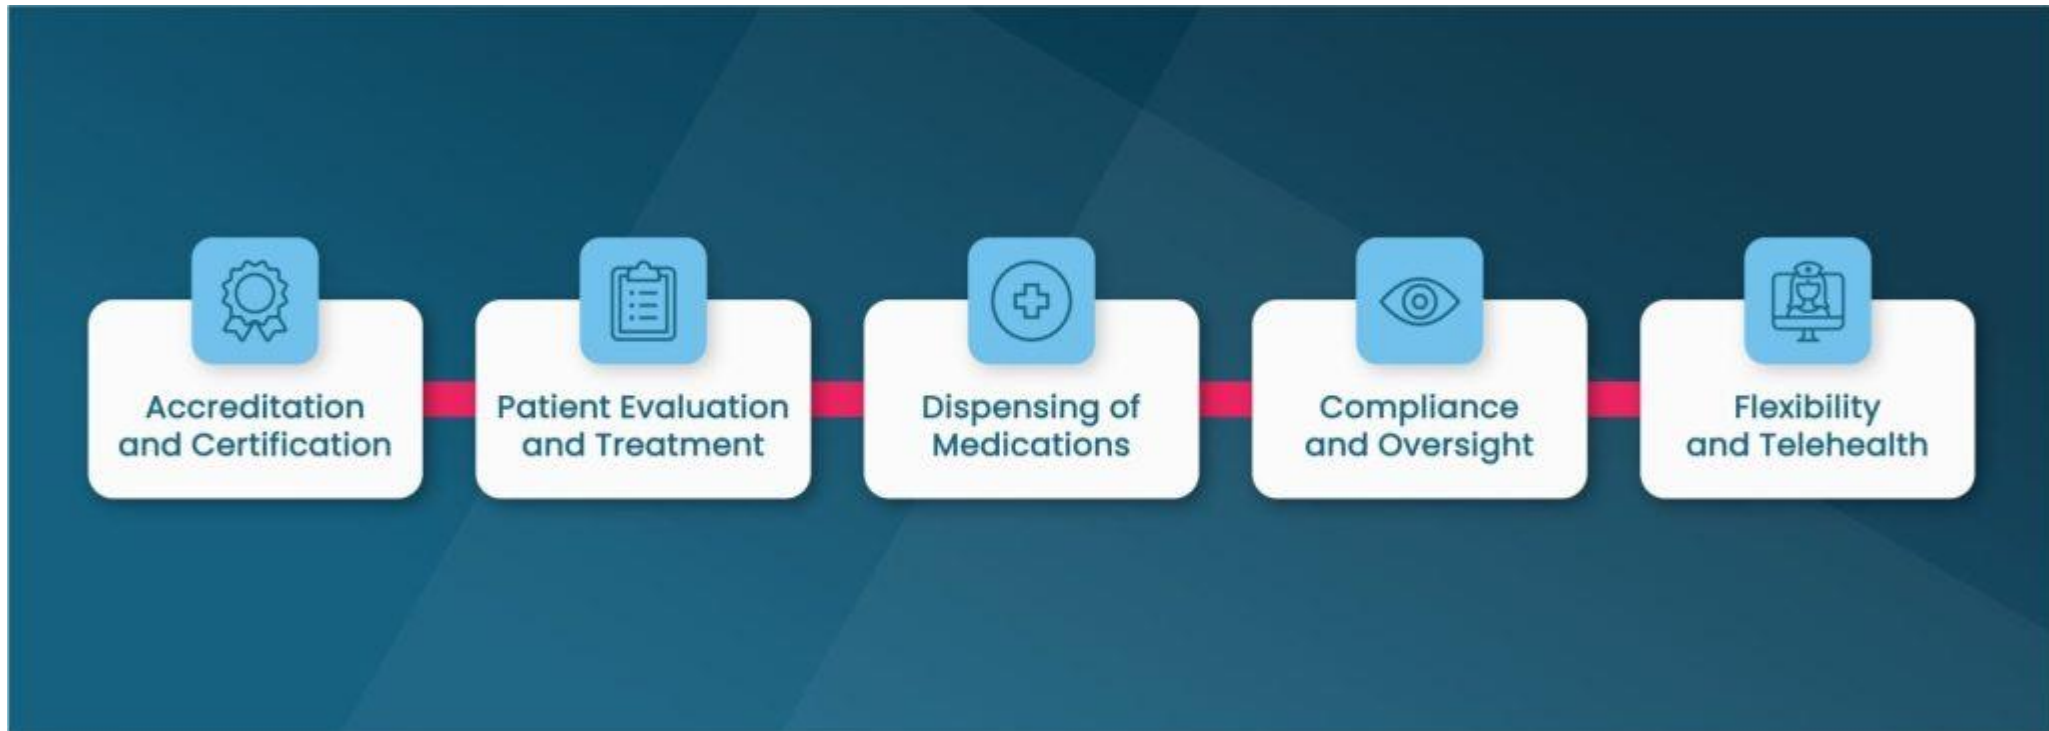 Accreditation
and Certification
Patient Evaluation
and Treatment
Dispensing of
Medications
Compliance
and Oversight
Flexibility
and Telehealth